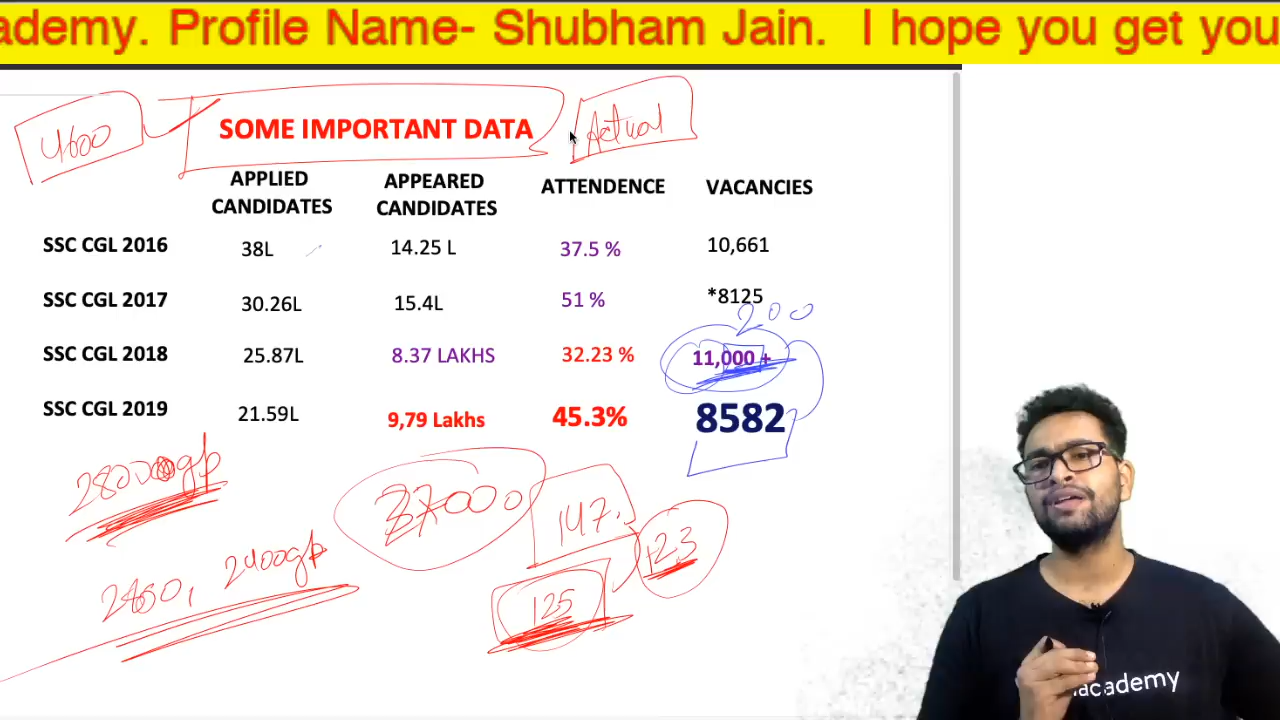 ademy. Profile Name- Shubham Jain. I hope you get you
4600
SOME IMPORTANT DATA
Actual
APPLIED CANDIDATES APPEARED CANDIDATES ATTENDENCE VACANCIES
SSC CGL 2016 38L 14.25 L 37.5 % 10,661
SSC CGL 2017 30.26L 15.4L 51 % *8125
200
SSC CGL 2018 25.87L 8.37 LAKHS 32.23 % 11,000 +
SSC CGL 2019 21.59L 9,79 Lakhs 45.3% 8582
37000
147.
123
2400gp
125
academy